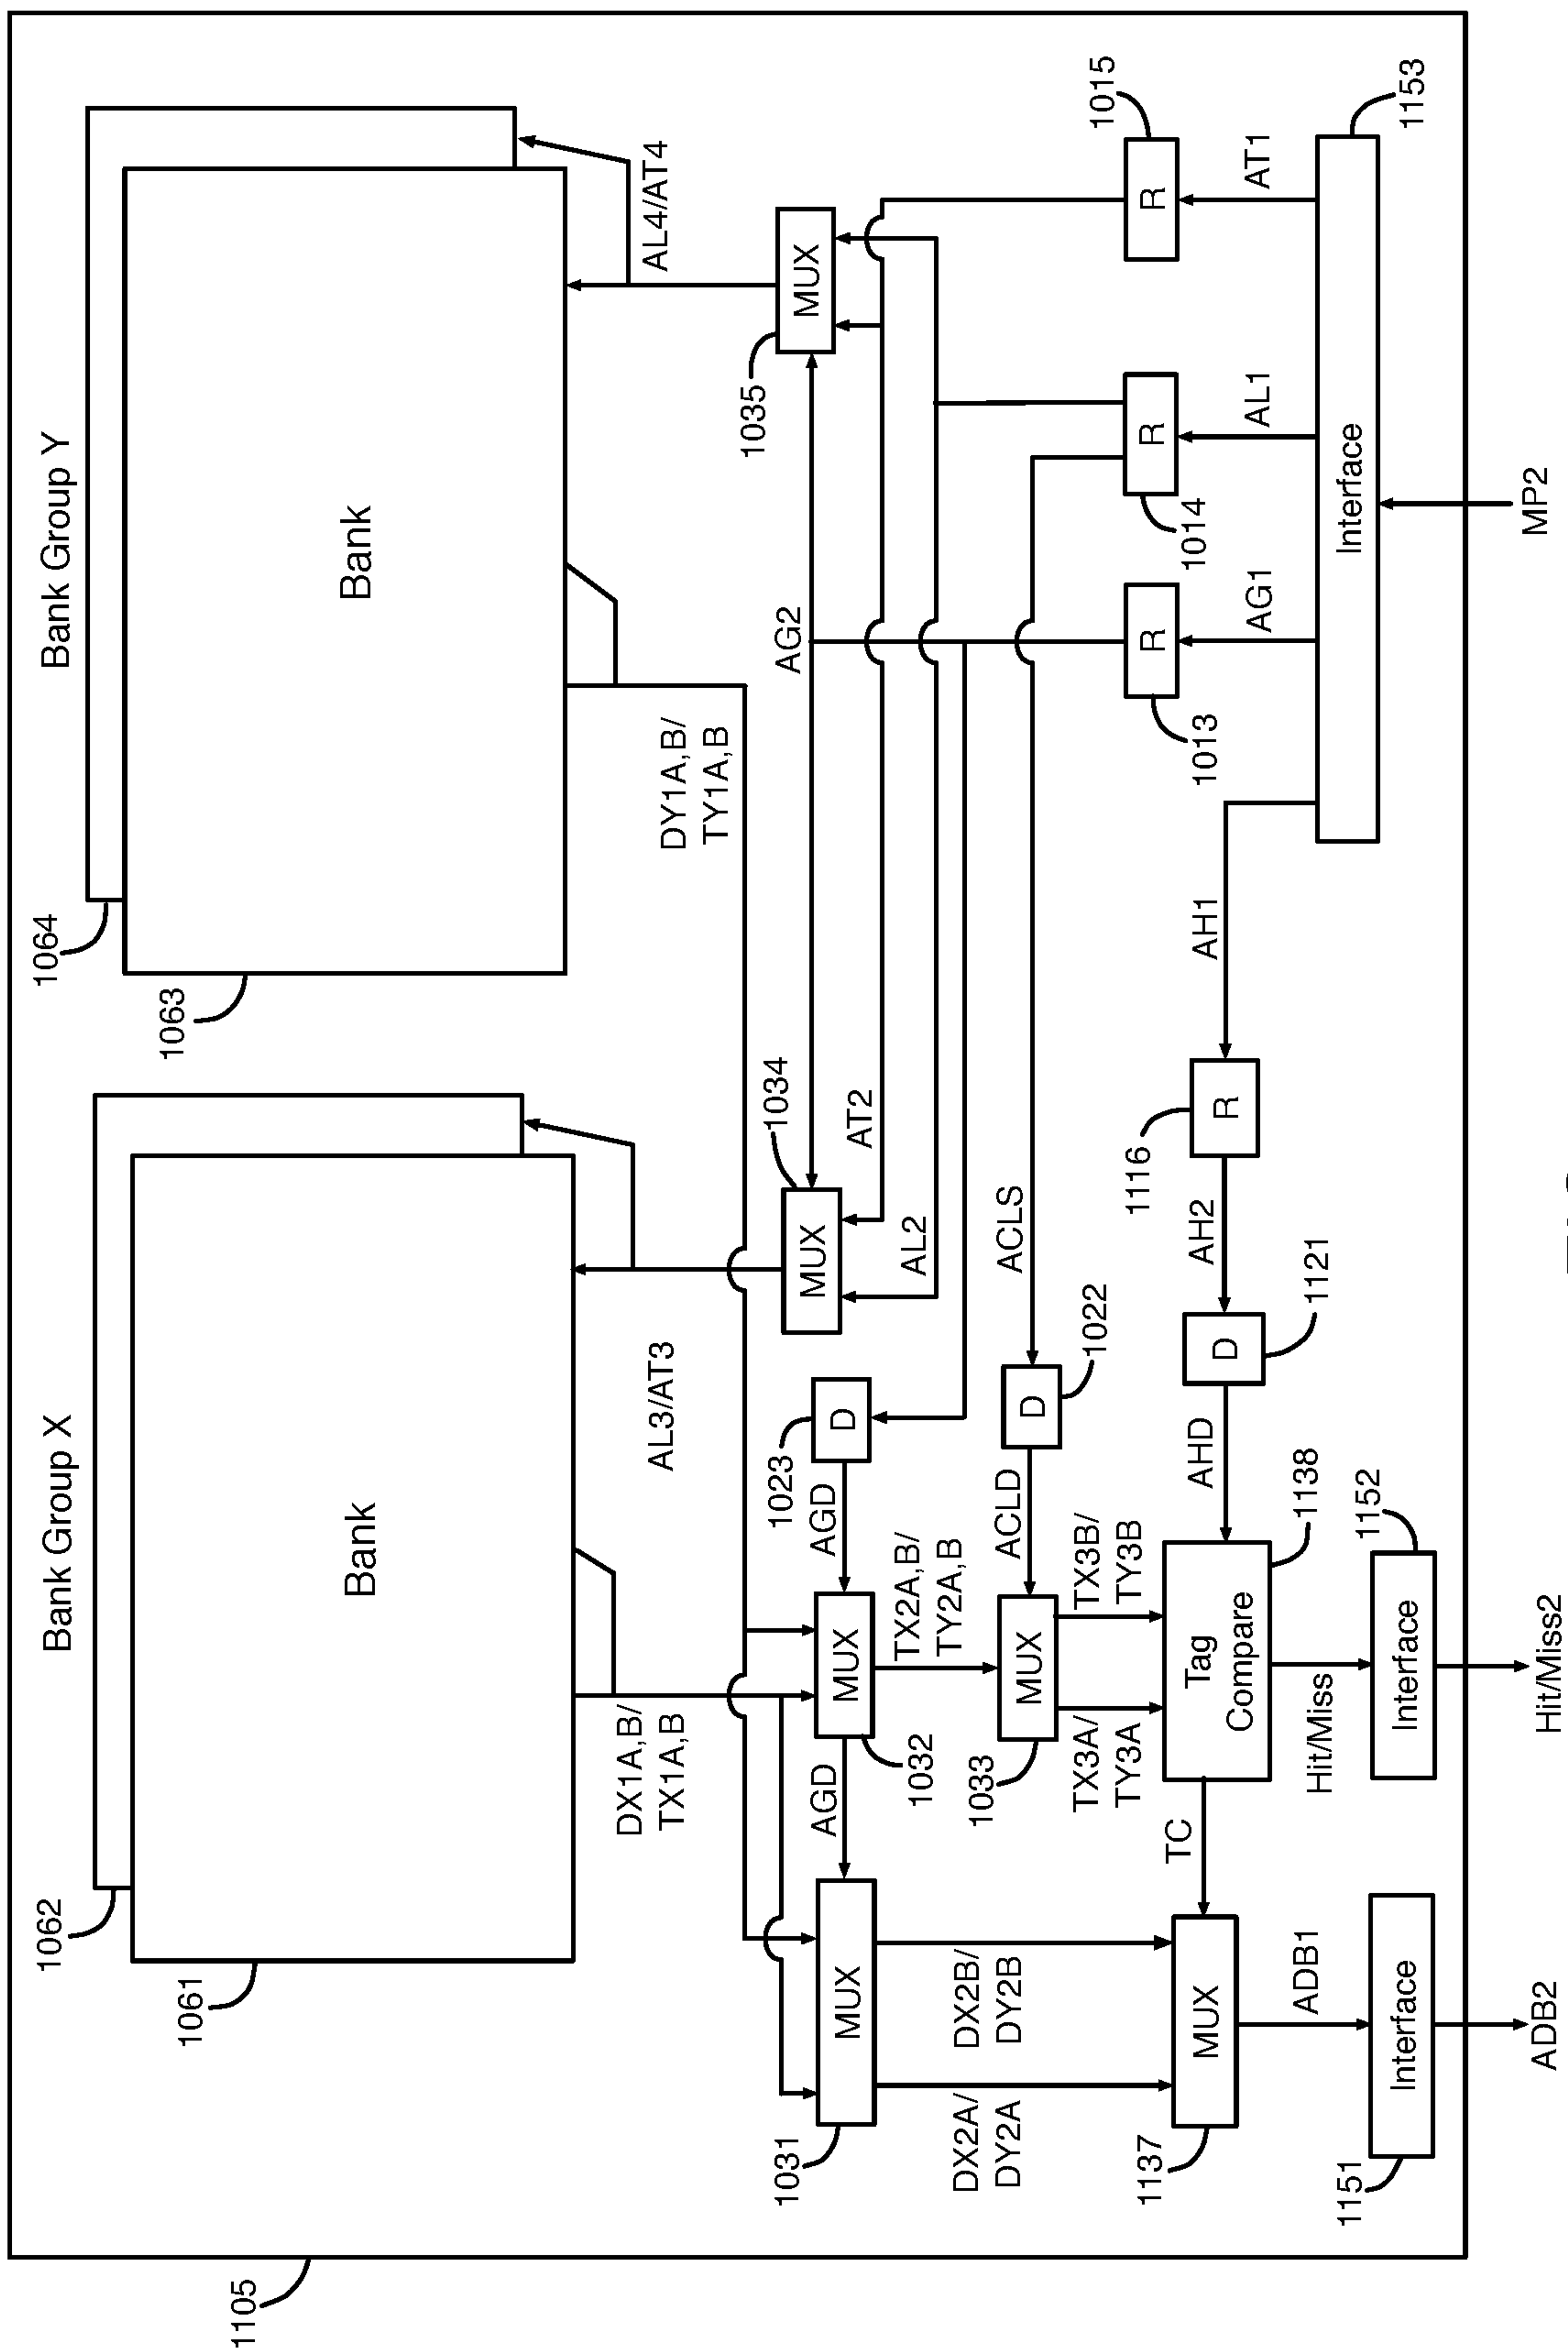 1105
Bank Group X
Bank Group Y
1062
1061
Bank
1064
1063
Bank
DX1A,B/
TX1A,B
AL3/AT3
DY1A,B/
TY1A,B
AL4/AT4
1031
MUX
AGD
1032
MUX
AGD
1023
D
1034
MUX
AG2
1035
MUX
AT2
AL2
DX2A/
DY2A
DX2B/
DY2B
TX2A,B/
TY2A,B
1033
MUX
ACLD
D
1022
ACLS
TX3A/
TY3A
TX3B/
TY3B
1013
R
1014
R
1015
R
1137
MUX
TC
Tag
Compare
1138
AHD
D
1121
AH2
1116
R
AH1
AG1
AL1
AT1
ADB1
Hit/Miss
1151
Interface
Interface
1152
Interface
1153
ADB2
Hit/Miss2
MP2